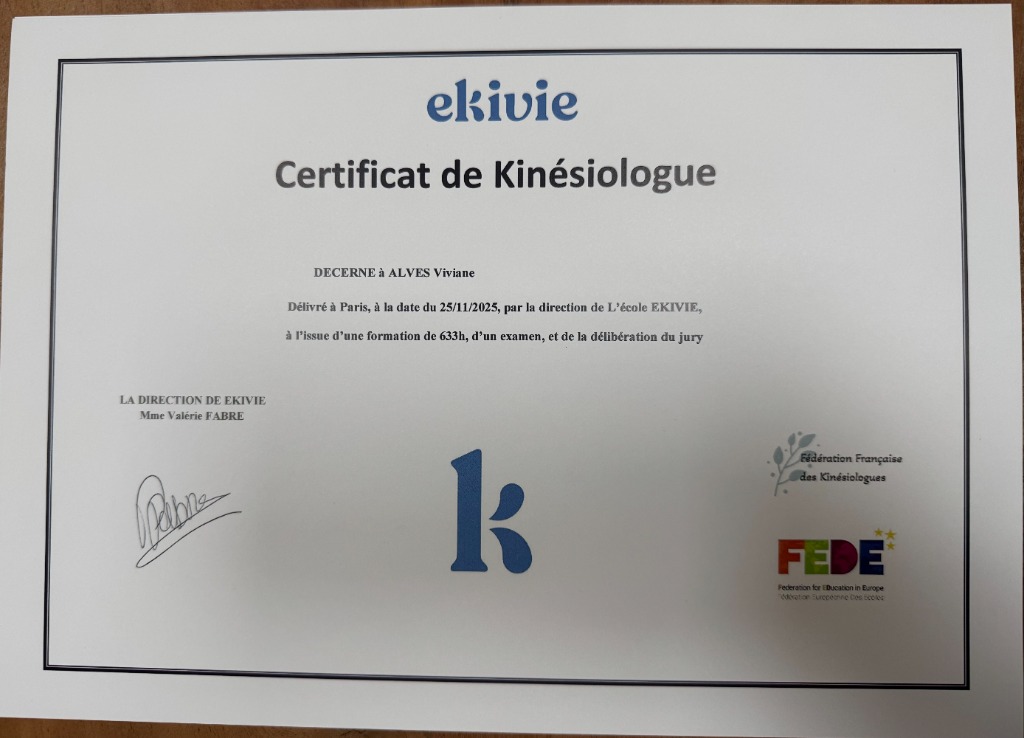 ekivie
Certificat de Kinésiologue
DECERNE à ALVES Viviane
Délivré à Paris, à la date du 25/11/2025, par la direction de L'école EKIVIE,
à l'issue d'une formation de 633h, d'un examen, et de la délibération du jury
LA DIRECTION DE EKIVIE
Mme Valérie FABRE
Fabre
k
Fédération Française
des Kinésiologues
FEDE
Federation for EDucation in Europe
Fédération Européenne Des Ecoles